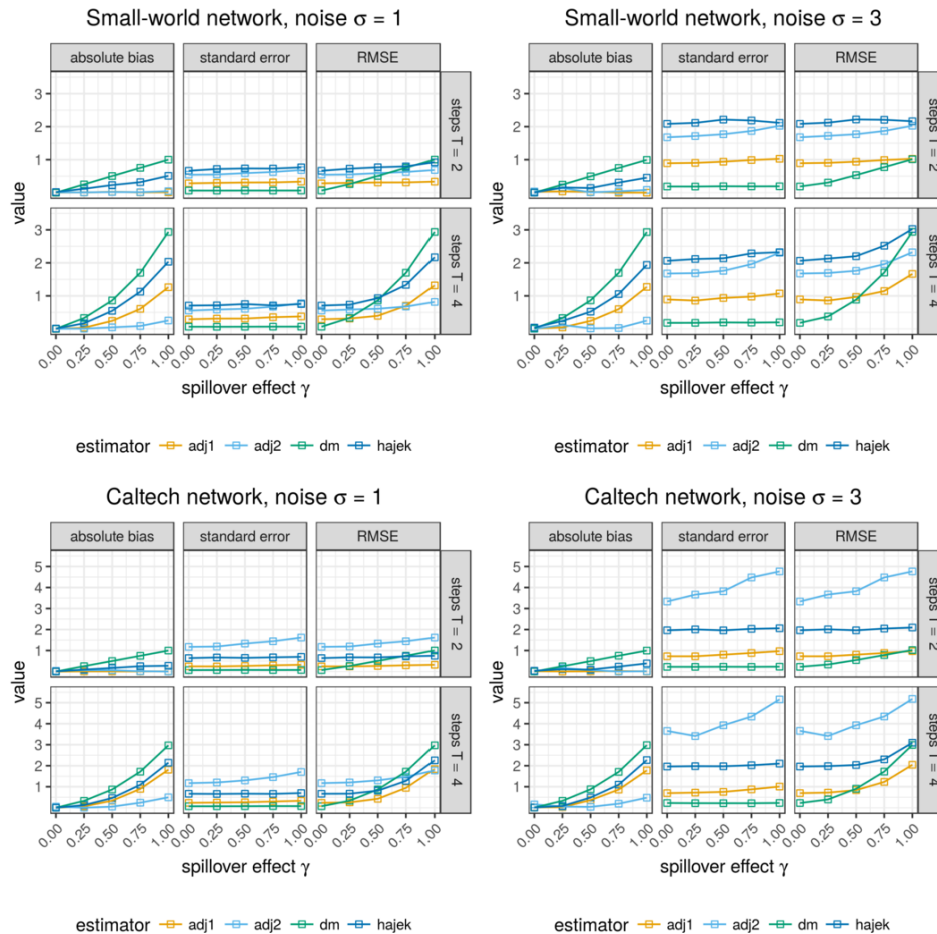 Small-world network, noise σ = 1
absolute bias standard error RMSE
steps T = 2
steps T = 4
value
3
2
1
3
2
1
0.00 0.25 0.50 0.75 1.00 0.00 0.25 0.50 0.75 1.00 0.00 0.25 0.50 0.75 1.00
spillover effect γ
estimator adj1 adj2 dm hajek
Small-world network, noise σ = 3
absolute bias standard error RMSE
steps T = 2
steps T = 4
value
3
2
1
3
2
1
0.00 0.25 0.50 0.75 1.00 0.00 0.25 0.50 0.75 1.00 0.00 0.25 0.50 0.75 1.00
spillover effect γ
estimator adj1 adj2 dm hajek
Caltech network, noise σ = 1
absolute bias standard error RMSE
steps T = 2
steps T = 4
value
5
4
3
2
1
5
4
3
2
1
0.00 0.25 0.50 0.75 1.00 0.00 0.25 0.50 0.75 1.00 0.00 0.25 0.50 0.75 1.00
spillover effect γ
estimator adj1 adj2 dm hajek
Caltech network, noise σ = 3
absolute bias standard error RMSE
steps T = 2
steps T = 4
value
5
4
3
2
1
5
4
3
2
1
0.00 0.25 0.50 0.75 1.00 0.00 0.25 0.50 0.75 1.00 0.00 0.25 0.50 0.75 1.00
spillover effect γ
estimator adj1 adj2 dm hajek